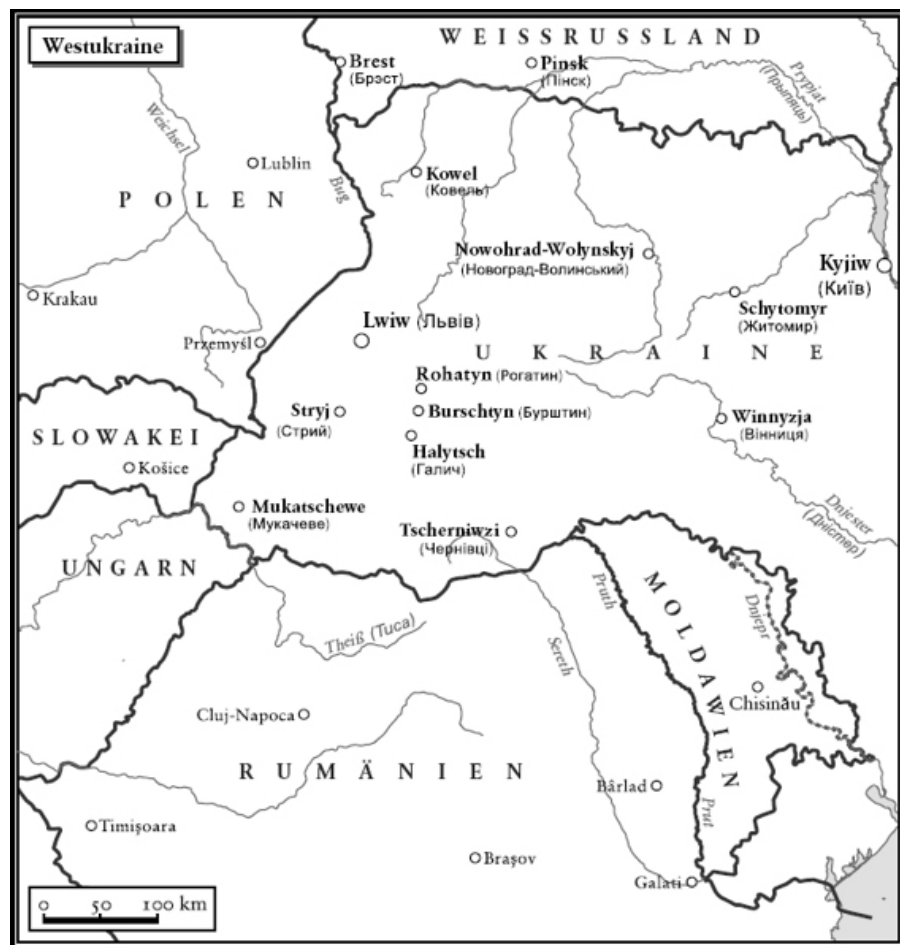 Westukraine
WEISSRUSSLAND
Brest
(Брэст)
Pinsk
(Пінск)
Prypjat
(Прыпяць)
Weichsel
Lublin
Kowel
(Ковель)
Bug
POLEN
Nowohrad-Wolynskyj
(Новоград-Волинський)
Kyjiw
(Київ)
Krakau
Schytomyr
(Житомир)
Lwiw (Львів)
Przemyśl
UKRAINE
Rohatyn (Рогатин)
Stryj
(Стрий)
Burschtyn (Бурштин)
Winnyzja
(Вінниця)
SLOWAKEI
Halytsch
(Галич)
Košice
Mukatschewe
(Мукачеве)
Dnjester
(Дністер)
Tscherniwzi
(Чернівці)
UNGARN
Pruth
MOLDAWIEN
Dnjepr
Theiß (Tuca)
Sereth
Chisinău
Cluj-Napoca
RUMÄNIEN
Bârlad
Prut
Timişoara
Braşov
Galati
0 50 100 km